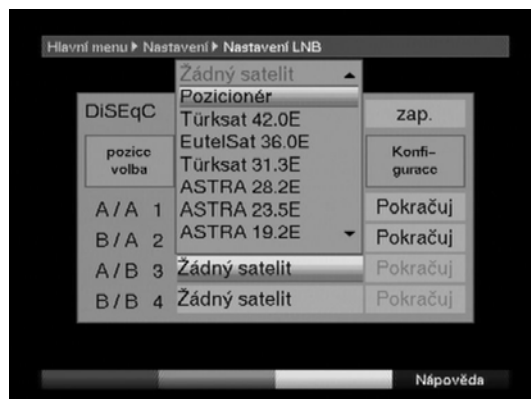 Hlavní menu Nastavení Nastavení LNB
Žádný satelit
DiSEqC
Pozicionér
zap.
Türksat 42.0E
EutelSat 36.0E
pozice
volba
Türksat 31.3E
Konfi-
gurace
ASTRA 28.2E
A / A 1 ASTRA 23.5E Pokračuj
B / A 2 ASTRA 19.2E Pokračuj
A / B 3 Žádný satelit Pokračuj
B / B 4 Žádný satelit Pokračuj
Nápověda